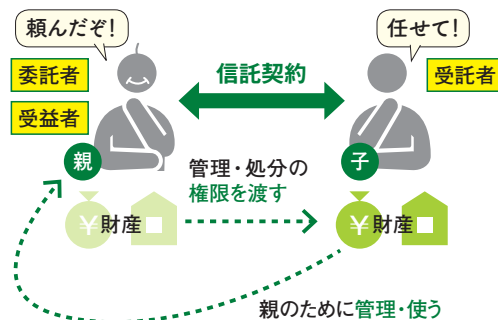 頼んだぞ!
任せて!
委託者
信託契約
受託者
受益者
親
子
管理・処分の
権限を渡す
¥財産
¥財産
親のために管理・使う